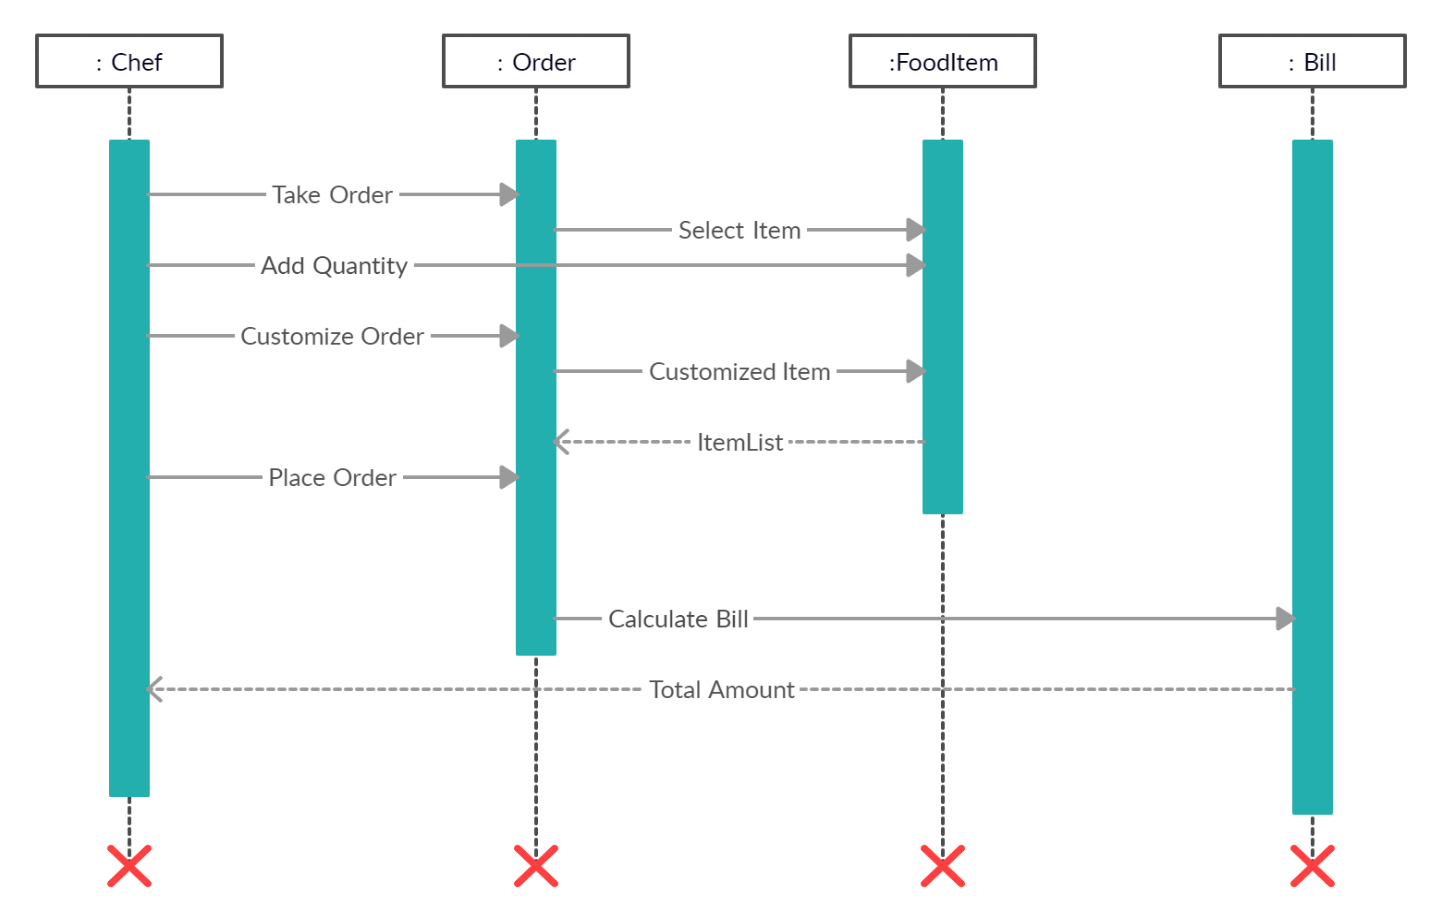 : Chef
: Order
:FoodItem
: Bill
Take Order
Select Item
Add Quantity
Customize Order
Customized Item
ItemList
Place Order
Calculate Bill
Total Amount